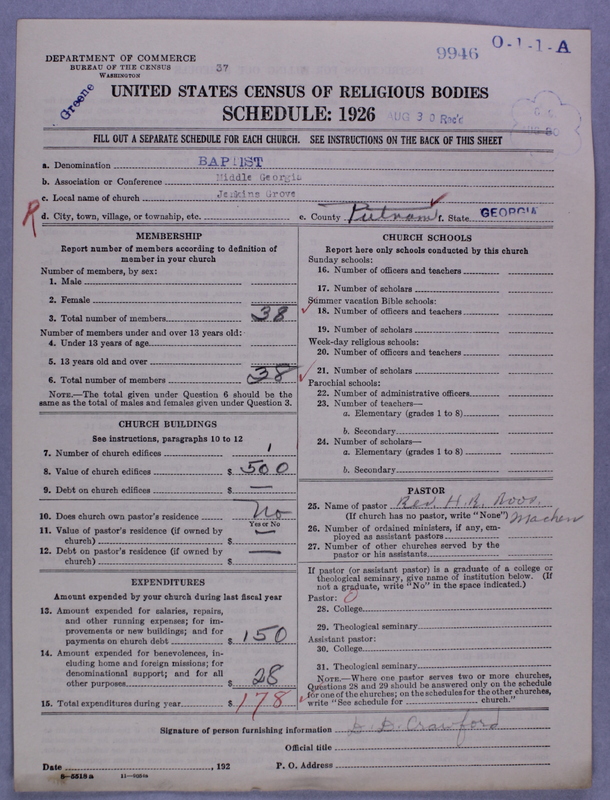 9946 O-1-1-A
DEPARTMENT OF COMMERCE
BUREAU OF THE CENSUS
WASHINGTON
37
Greene
UNITED STATES CENSUS OF RELIGIOUS BODIES
SCHEDULE: 1926
AUG 30 Rec'd
FILL OUT A SEPARATE SCHEDULE FOR EACH CHURCH. SEE INSTRUCTIONS ON THE BACK OF THIS SHEET
a. Denomination BAPTIST
b. Association or Conference Middle Georgia
c. Local name of church Jenkins Grove
R d. City, town, village, or township, etc. e. County Putnam f. State GEORGIA
MEMBERSHIP
Report number of members according to definition of
member in your church
Number of members, by sex:
1. Male
2. Female
3. Total number of members 38
Number of members under and over 13 years old:
4. Under 13 years of age
5. 13 years old and over
6. Total number of members 38
NOTE.—The total given under Question 6 should be
the same as the total of males and females given under Question 3.
CHURCH BUILDINGS
See instructions, paragraphs 10 to 12
7. Number of church edifices 1
8. Value of church edifices $ 500
9. Debt on church edifices $ —
10. Does church own pastor's residence No
Yes or No
11. Value of pastor's residence (if owned by
church) $ —
12. Debt on pastor's residence (if owned by
church) $ —
EXPENDITURES
Amount expended by your church during last fiscal year
13. Amount expended for salaries, repairs,
and other running expenses; for im-
provements or new buildings; and for
payments on church debt $ 150
14. Amount expended for benevolences, in-
cluding home and foreign missions; for
denominational support; and for all
other purposes $ 28
15. Total expenditures during year $ 178
CHURCH SCHOOLS
Report here only schools conducted by this church
Sunday schools:
16. Number of officers and teachers
17. Number of scholars
Summer vacation Bible schools:
18. Number of officers and teachers
19. Number of scholars
Week-day religious schools:
20. Number of officers and teachers
21. Number of scholars
Parochial schools:
22. Number of administrative officers
23. Number of teachers—
a. Elementary (grades 1 to 8)
b. Secondary
24. Number of scholars—
a. Elementary (grades 1 to 8)
b. Secondary
PASTOR
25. Name of pastor Rev. H. R.
(If church has no pastor, write "None") Machen
26. Number of ordained ministers, if any, em-
ployed as assistant pastors
27. Number of other churches served by the
pastor or his assistants
If pastor (or assistant pastor) is a graduate of a college or
theological seminary, give name of institution below. (If
not a graduate, write "No" in the space indicated.)
Pastor: 0
28. College
29. Theological seminary
Assistant pastor:
30. College
31. Theological seminary
NOTE.—Where one pastor serves two or more churches,
Questions 28 and 29 should be answered only on the schedule
for one of the churches; on the schedules for the other churches,
write "See schedule for church."
Signature of person furnishing information D. D. Crawford
Official title
Date , 192 P. O. Address
8-5518a